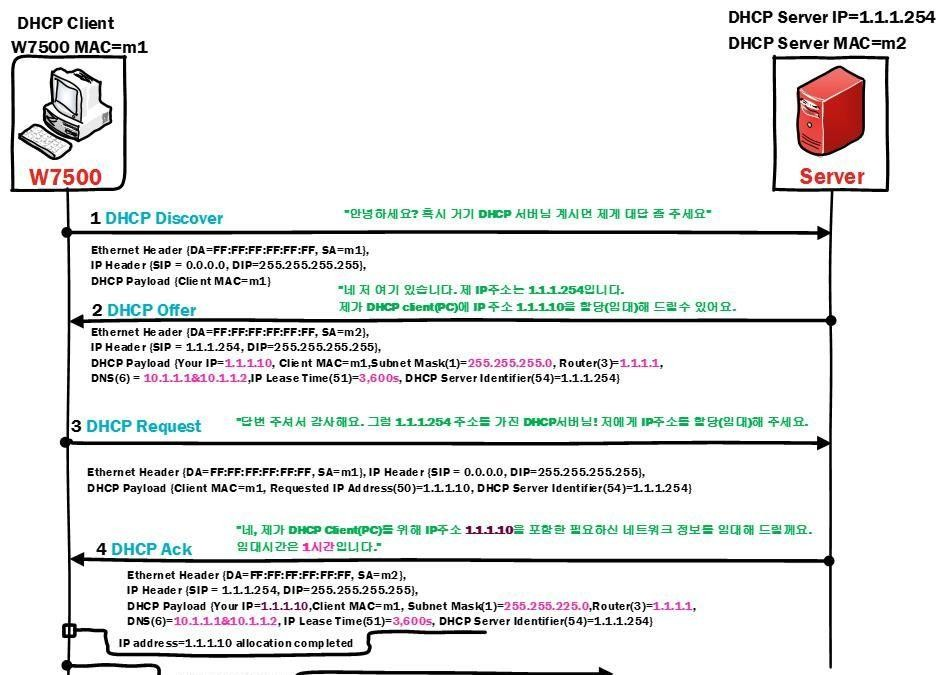 DHCP Client
W7500 MAC=m1
DHCP Server IP=1.1.1.254
DHCP Server MAC=m2
W7500
Server
1 DHCP Discover
"안녕하세요? 혹시 거기 DHCP 서버님 계시면 제게 대답 좀 주세요"
Ethernet Header {DA=FF:FF:FF:FF:FF:FF, SA=m1},
IP Header {SIP = 0.0.0.0, DIP=255.255.255.255},
DHCP Payload {Client MAC=m1}
"네 저 여기 있습니다. 제 IP주소는 1.1.1.254입니다.
제가 DHCP client(PC)에 IP 주소 1.1.1.10을 할당(임대)해 드릴수 있어요.
2 DHCP Offer
Ethernet Header {DA=FF:FF:FF:FF:FF:FF, SA=m2},
IP Header {SIP = 1.1.1.254, DIP=255.255.255.255},
DHCP Payload {Your IP=1.1.1.10, Client MAC=m1,Subnet Mask(1)=255.255.255.0, Router(3)=1.1.1.1,
DNS(6) = 10.1.1.1&10.1.1.2,IP Lease Time(51)=3,600s, DHCP Server Identifier(54)=1.1.1.254}
3 DHCP Request
"답변 주셔서 감사해요. 그럼 1.1.1.254 주소를 가진 DHCP서버님! 저에게 IP주소를 할당(임대)해 주세요.
Ethernet Header {DA=FF:FF:FF:FF:FF:FF, SA=m1}, IP Header {SIP = 0.0.0.0, DIP=255.255.255.255},
DHCP Payload {Client MAC=m1, Requested IP Address(50)=1.1.1.10, DHCP Server Identifier(54)=1.1.1.254}
"네, 제가 DHCP Client(PC)를 위해 IP주소 1.1.1.10을 포함한 필요하신 네트워크 정보를 임대해 드릴께요.
임대시간은 1시간입니다."
4 DHCP Ack
Ethernet Header {DA=FF:FF:FF:FF:FF:FF, SA=m2},
IP Header {SIP = 1.1.1.254, DIP=255.255.255.255},
DHCP Payload {Your IP=1.1.1.10,Client MAC=m1, Subnet Mask(1)=255.255.225.0,Router(3)=1.1.1.1,
DNS(6)=10.1.1.1&10.1.1.2, IP Lease Time(51)=3,600s, DHCP Server Identifier(54)=1.1.1.254}
IP address=1.1.1.10 allocation completed